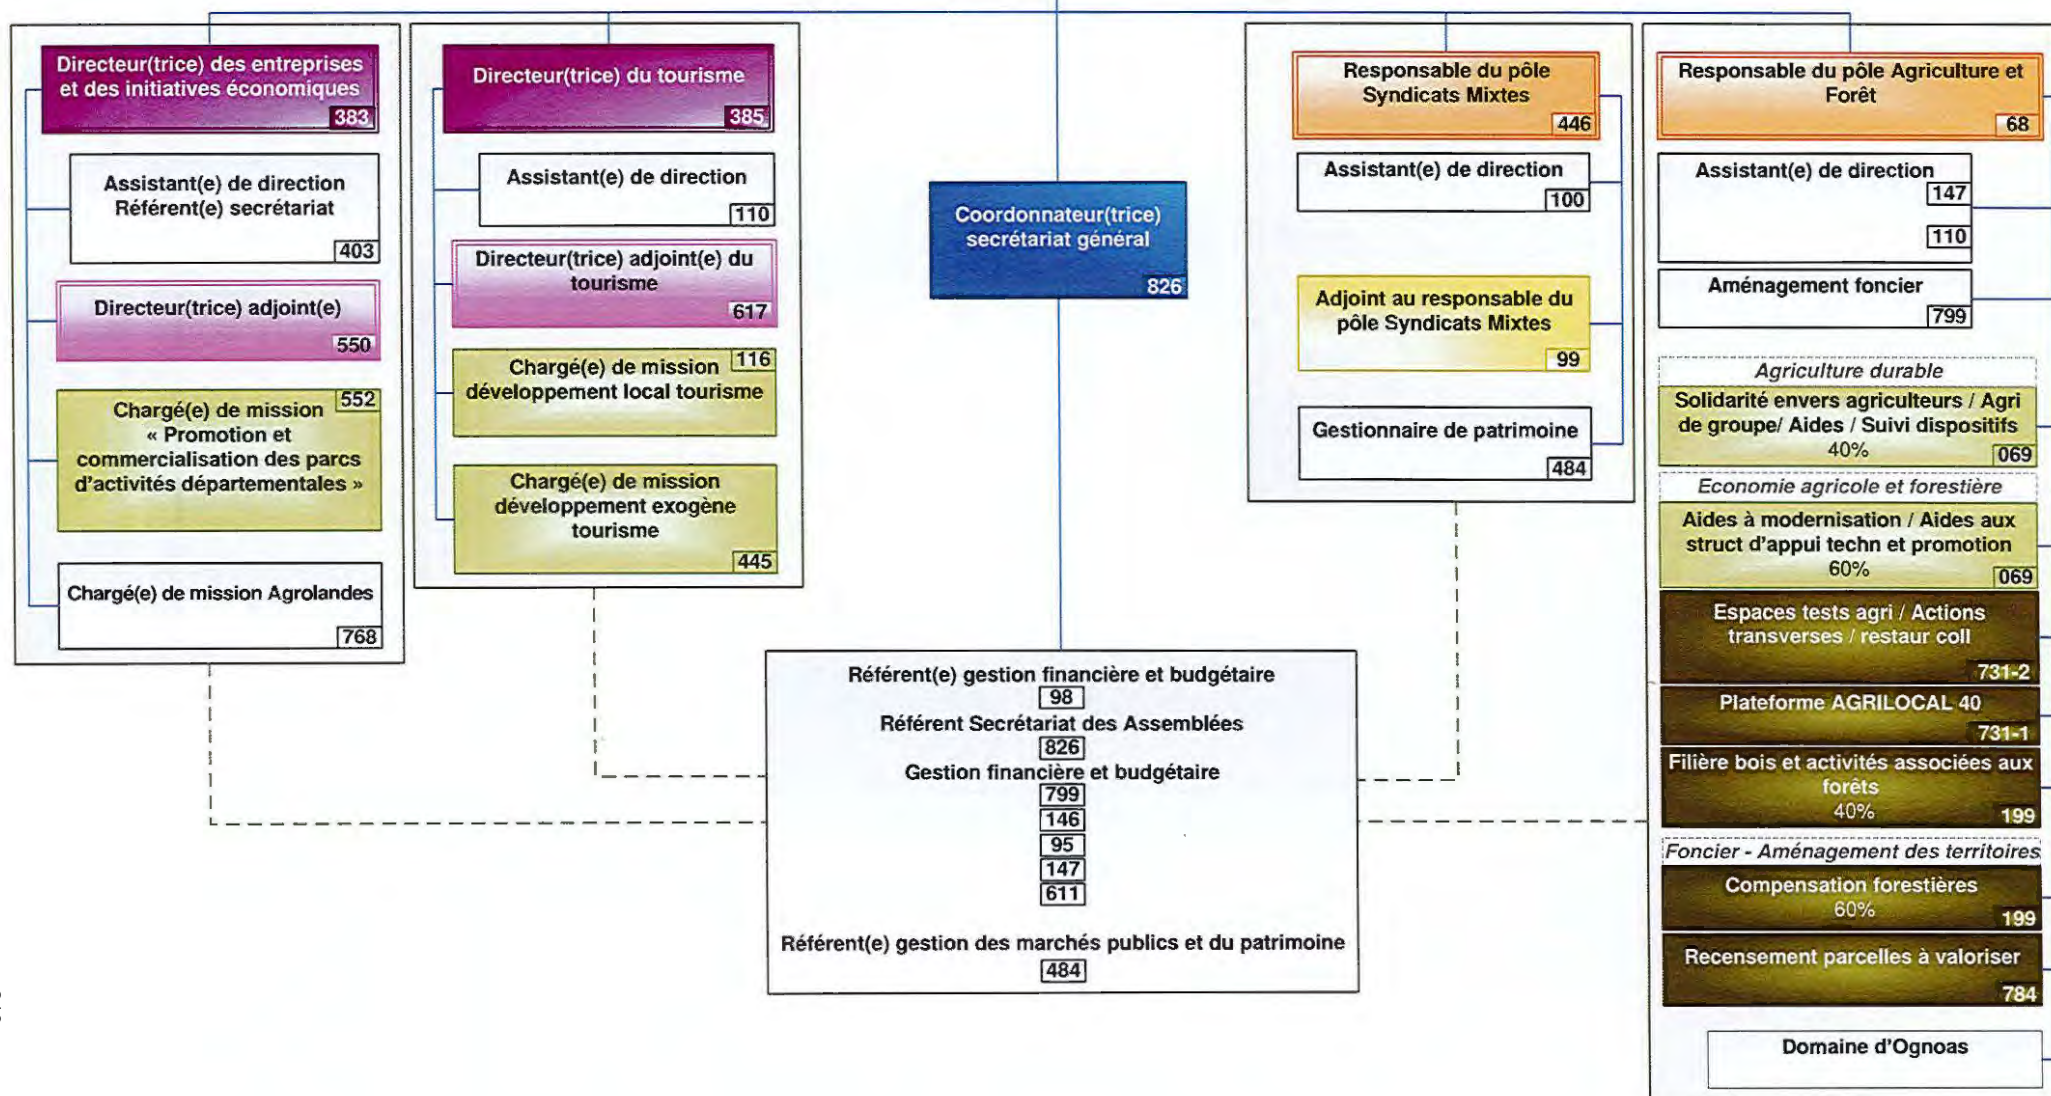 Directeur(trice) des entreprises
et des initiatives économiques
383
Assistant(e) de direction
Référent(e) secrétariat
403
Directeur(trice) adjoint(e)
550
552
Chargé(e) de mission
« Promotion et
commercialisation des parcs
d'activités départementales »
Chargé(e) de mission Agrolandes
768
Directeur(trice) du tourisme
385
Assistant(e) de direction
110
Directeur(trice) adjoint(e) du
tourisme
617
116
Chargé(e) de mission
développement local tourisme
Chargé(e) de mission
développement exogène
tourisme
445
Coordonnateur(trice)
secrétariat général
826
Responsable du pôle
Syndicats Mixtes
446
Assistant(e) de direction
100
Adjoint au responsable du
pôle Syndicats Mixtes
99
Gestionnaire de patrimoine
484
Responsable du pôle Agriculture et
Forêt
68
Assistant(e) de direction
147
110
Aménagement foncier
799
Agriculture durable
Solidarité envers agriculteurs / Agri
de groupe/ Aides / Suivi dispositifs
40%
069
Economie agricole et forestière
Aides à modernisation / Aides aux
struct d'appui techn et promotion
60%
069
Espaces tests agri / Actions
transverses / restaur coll
731-2
Plateforme AGRILOCAL 40
731-1
Filière bois et activités associées aux
forêts
40%
199
Foncier - Aménagement des territoires
Compensation forestières
60%
199
Recensement parcelles à valoriser
784
Domaine d'Ognoas
Référent(e) gestion financière et budgétaire
98
Référent Secrétariat des Assemblées
826
Gestion financière et budgétaire
799
146
95
147
611
Référent(e) gestion des marchés publics et du patrimoine
484